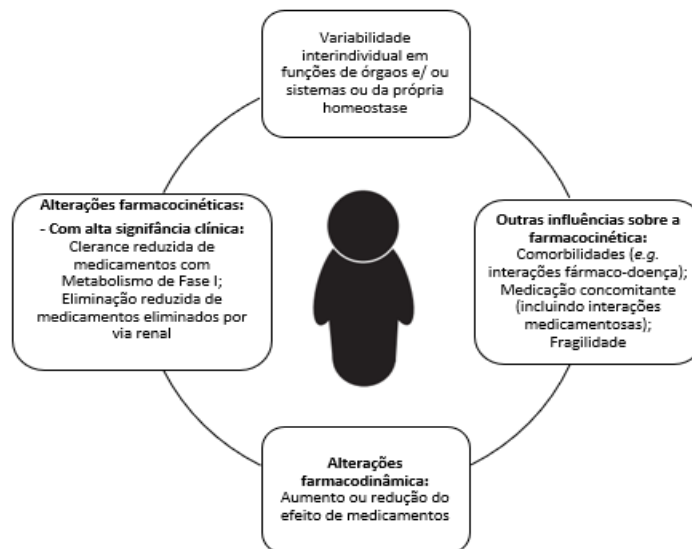 Variabilidade
interindividual em
funções de órgaos e/ ou
sistemas ou da própria
homeostase
Alterações farmacocinéticas:
- Com alta signifância clínica:
Clerance reduzida de
medicamentos com
Metabolismo de Fase I;
Eliminação reduzida de
medicamentos eliminados por
via renal
Outras influências sobre a
farmacocinética:
Comorbilidades (e.g.
interações fármaco-doença);
Medicação concomitante
(incluindo interações
medicamentosas);
Fragilidade
Alterações
farmacodinâmica:
Aumento ou redução do
efeito de medicamentos